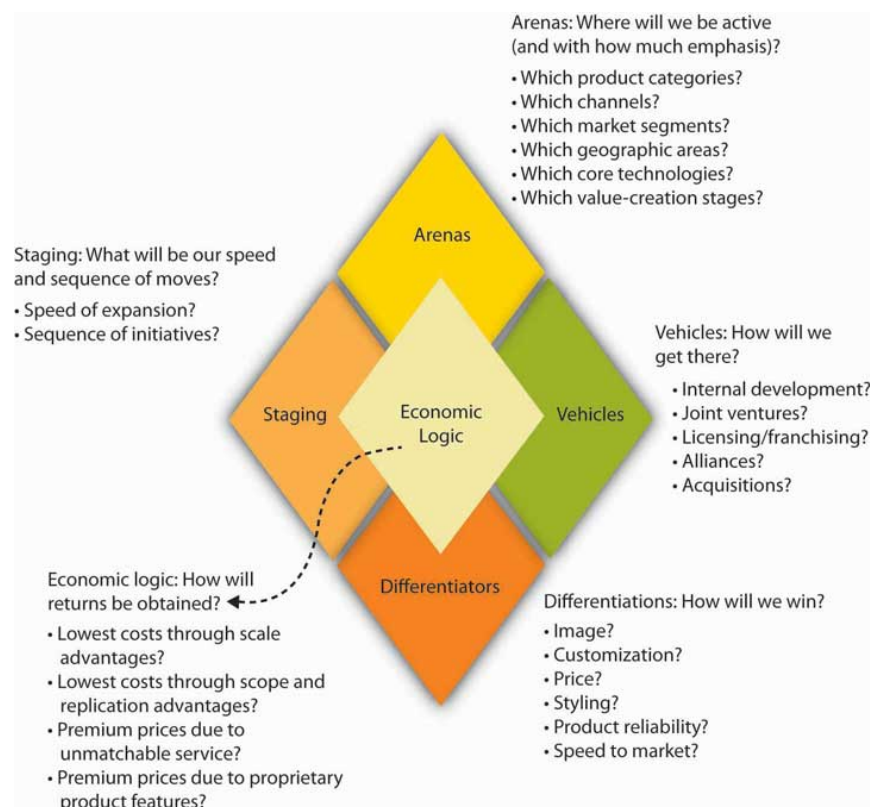 Arenas: Where will we be active
(and with how much emphasis)?
• Which product categories?
• Which channels?
• Which market segments?
• Which geographic areas?
• Which core technologies?
• Which value-creation stages?
Arenas
Staging: What will be our speed
and sequence of moves?
• Speed of expansion?
• Sequence of initiatives?
Vehicles: How will we
get there?
• Internal development?
• Joint ventures?
• Licensing/franchising?
• Alliances?
• Acquisitions?
Staging
Economic
Logic
Vehicles
Differentiators
Economic logic: How will
returns be obtained?
• Lowest costs through scale
advantages?
• Lowest costs through scope and
replication advantages?
• Premium prices due to
unmatchable service?
• Premium prices due to proprietary
product features?
Differentiations: How will we win?
• Image?
• Customization?
• Price?
• Styling?
• Product reliability?
• Speed to market?